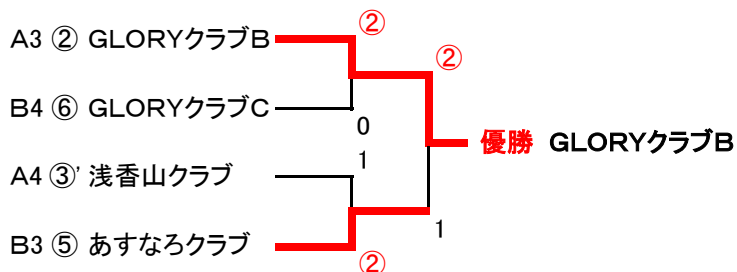 ②
A3 ② GLORYクラブB
②
B4 ⑥ GLORYクラブC
0
優勝 GLORYクラブB
1
A4 ③' 浅香山クラブ
B3 ⑤ あすなろクラブ
1
②